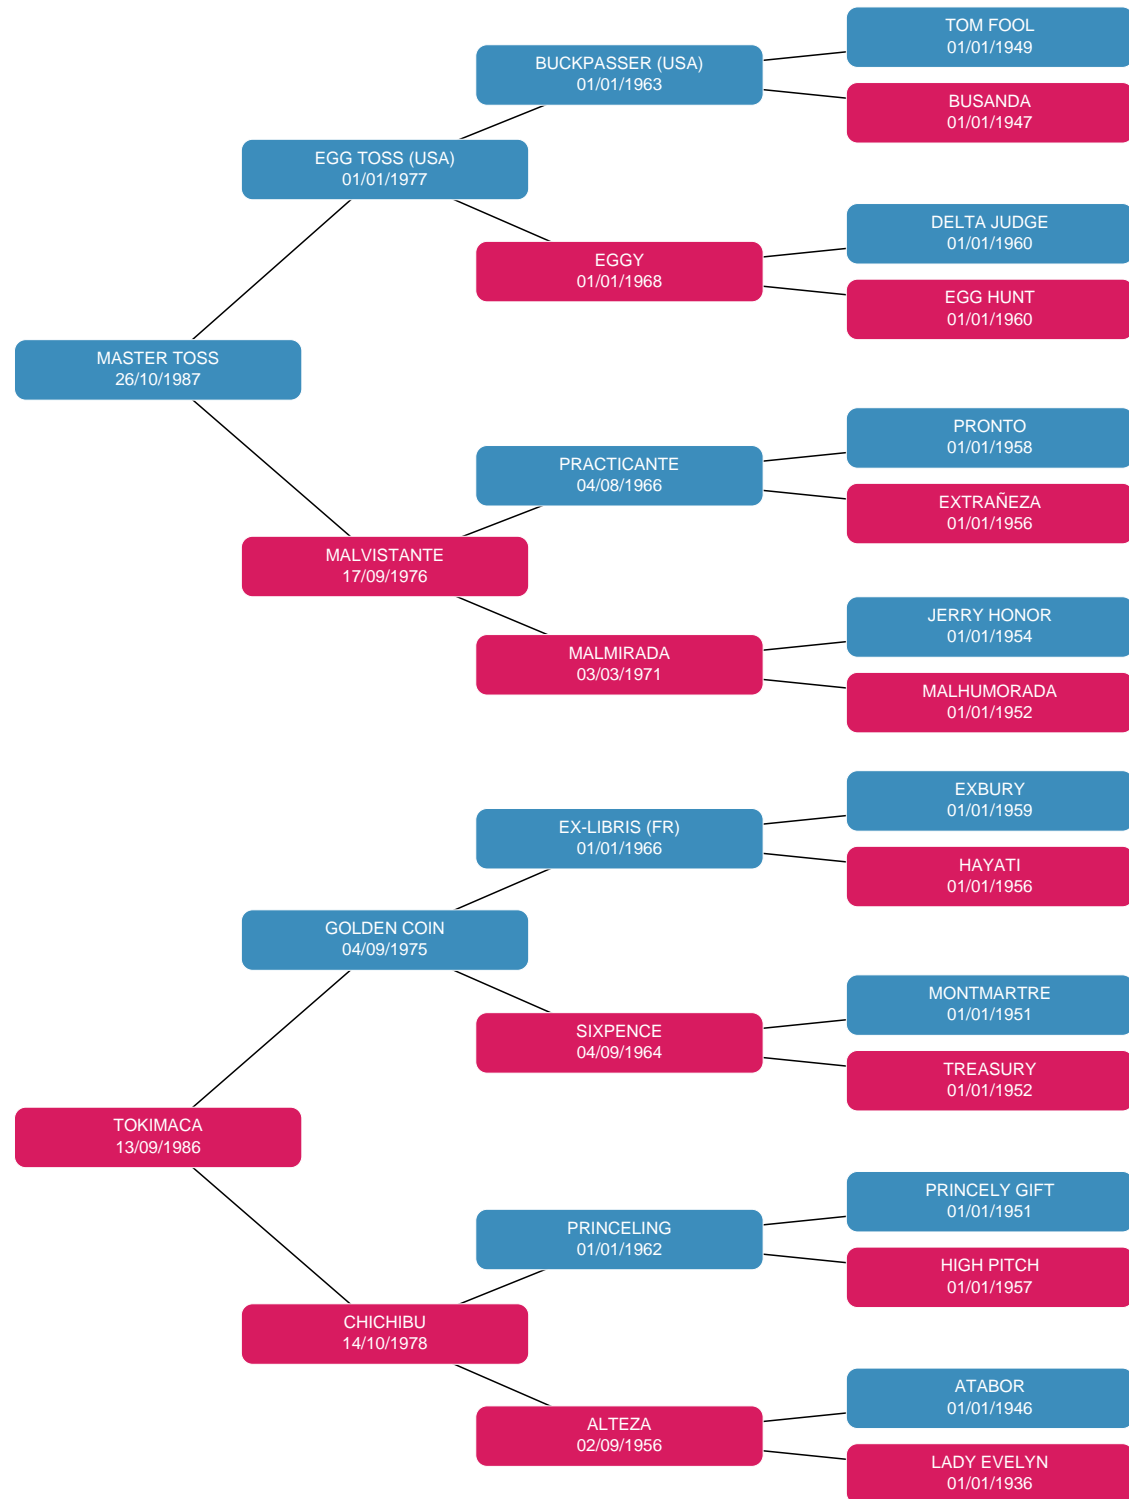 TOM FOOL
01/01/1949
BUCKPASSER (USA)
01/01/1963
BUSANDA
01/01/1947
EGG TOSS (USA)
01/01/1977
DELTA JUDGE
01/01/1960
EGGY
01/01/1968
EGG HUNT
01/01/1960
MASTER TOSS
26/10/1987
PRONTO
01/01/1958
PRACTICANTE
04/08/1966
EXTRAÑEZA
01/01/1956
MALVISTANTE
17/09/1976
JERRY HONOR
01/01/1954
MALMIRADA
03/03/1971
MALHUMORADA
01/01/1952
EXBURY
01/01/1959
EX-LIBRIS (FR)
01/01/1966
HAYATI
01/01/1956
GOLDEN COIN
04/09/1975
MONTMARTRE
01/01/1951
SIXPENCE
04/09/1964
TREASURY
01/01/1952
TOKIMACA
13/09/1986
PRINCELY GIFT
01/01/1951
PRINCELING
01/01/1962
HIGH PITCH
01/01/1957
CHICHIBU
14/10/1978
ATABOR
01/01/1946
ALTEZA
02/09/1956
LADY EVELYN
01/01/1936